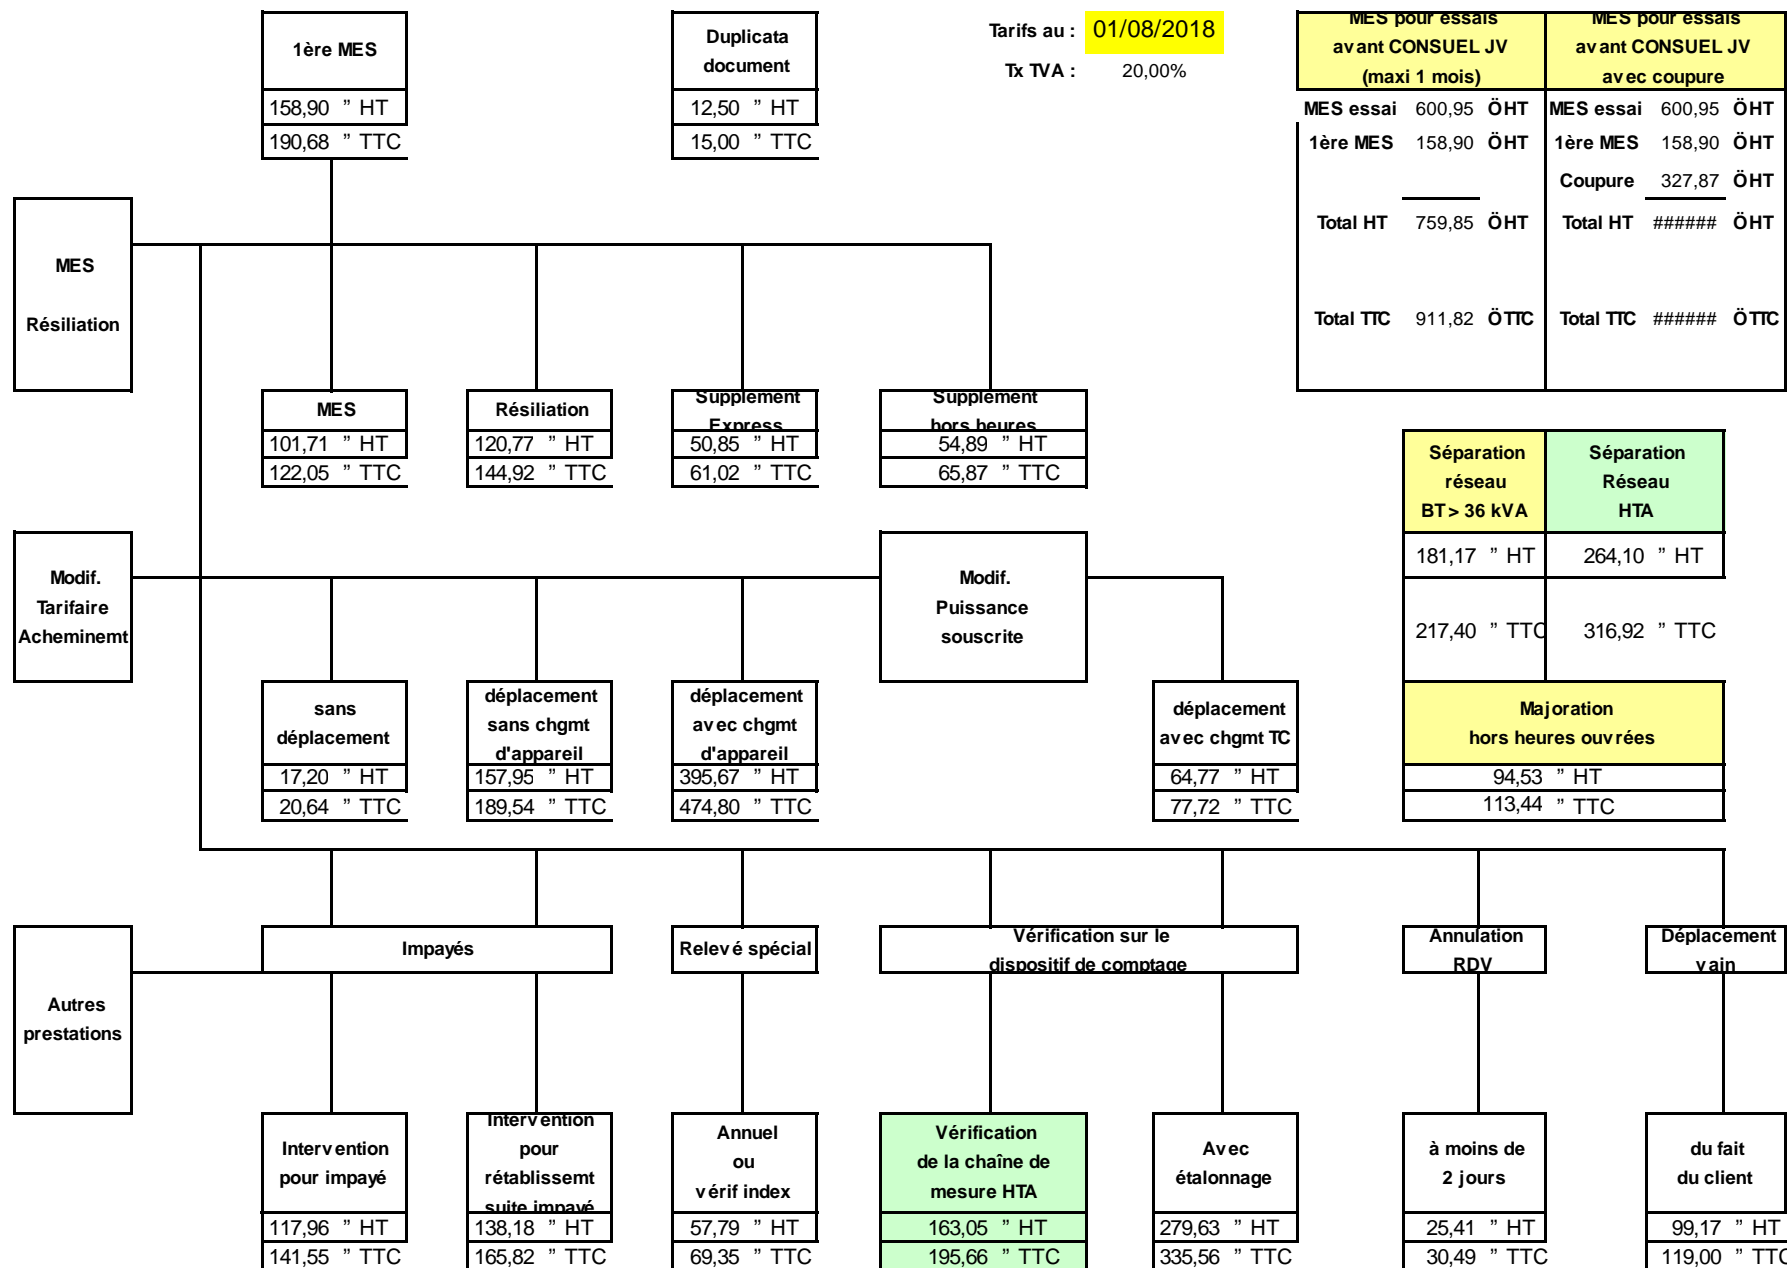 1ère MES
158,90 ” HT
190,68 ” TTC
Duplicata
document
12,50 ” HT
15,00 ” TTC
Tarifs au : 01/08/2018
Tx TVA : 20,00%
MES pour essais
avant CONSUEL JV
(maxi 1 mois)
MES essai 600,95 ÖHT
1ère MES 158,90 ÖHT
Total HT 759,85 ÖHT
Total TTC 911,82 ÖTTC
MES pour essais
avant CONSUEL JV
avec coupure
MES essai 600,95 ÖHT
1ère MES 158,90 ÖHT
Coupure 327,87 ÖHT
Total HT ###### ÖHT
Total TTC ###### ÖTTC
MES
Résiliation
MES
101,71 ” HT
122,05 ” TTC
Résiliation
120,77 ” HT
144,92 ” TTC
Supplément
Express
50,85 ” HT
61,02 ” TTC
Supplément
hors heures
54,89 ” HT
65,87 ” TTC
Séparation
réseau
BT > 36 kVA
181,17 ” HT
217,40 ” TTC
Séparation
Réseau
HTA
264,10 ” HT
316,92 ” TTC
Modif.
Tarifaire
Acheminemt
Modif.
Puissance
souscrite
sans
déplacement
17,20 ” HT
20,64 ” TTC
déplacement
sans chgmt
d'appareil
157,95 ” HT
189,54 ” TTC
déplacement
avec chgmt
d'appareil
395,67 ” HT
474,80 ” TTC
déplacement
avec chgmt TC
64,77 ” HT
77,72 ” TTC
Majoration
hors heures ouvrées
94,53 ” HT
113,44 ” TTC
Autres
prestations
Impayés
Relevé spécial
Vérification sur le
dispositif de comptage
Annulation
RDV
Déplacement
vain
Intervention
pour impayé
117,96 ” HT
141,55 ” TTC
Intervention
pour
rétablissemt
suite impayé
138,18 ” HT
165,82 ” TTC
Annuel
ou
vérif index
57,79 ” HT
69,35 ” TTC
Vérification
de la chaîne de
mesure HTA
163,05 ” HT
195,66 ” TTC
Avec
étalonnage
279,63 ” HT
335,56 ” TTC
à moins de
2 jours
25,41 ” HT
30,49 ” TTC
du fait
du client
99,17 ” HT
119,00 ” TTC